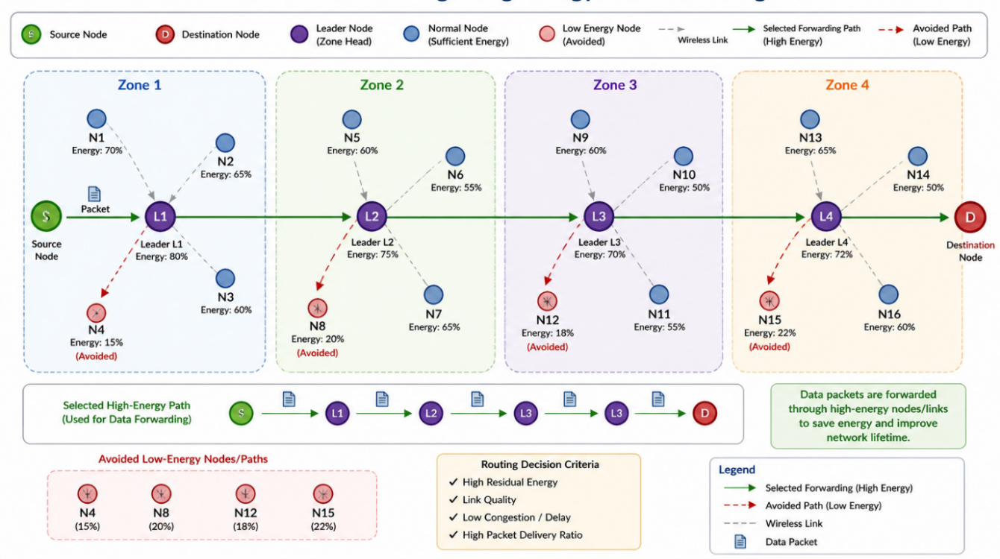 S
Source Node
D
Destination Node
Leader Node
(Zone Head)
Normal Node
(Sufficient Energy)
Low Energy Node
(Avoided)
Wireless Link
Selected Forwarding Path
(High Energy)
Avoided Path
(Low Energy)
Zone 1
N1
Energy: 70%
N2
Energy: 65%
Packet
S
Source
Node
L1
Leader L1
Energy: 80%
N3
Energy: 60%
N4
Energy: 15%
(Avoided)
Zone 2
N5
Energy: 60%
N6
Energy: 55%
L2
Leader L2
Energy: 75%
N7
Energy: 65%
N8
Energy: 20%
(Avoided)
Zone 3
N9
Energy: 60%
N10
Energy: 50%
L3
Leader L3
Energy: 70%
N11
Energy: 55%
N12
Energy: 18%
(Avoided)
Zone 4
N13
Energy: 65%
N14
Energy: 50%
L4
Leader L4
Energy: 72%
D
Destination
Node
N16
Energy: 60%
N15
Energy: 22%
(Avoided)
Selected High-Energy Path
(Used for Data Forwarding)
S L1 L2 L3 L3 D
Data packets are forwarded
through high-energy nodes/links
to save energy and improve
network lifetime.
Avoided Low-Energy Nodes/Paths
N4 N8 N12 N15
(15%) (20%) (18%) (22%)
Routing Decision Criteria
✓ High Residual Energy
✓ Link Quality
✓ Low Congestion / Delay
✓ High Packet Delivery Ratio
Legend
Selected Forwarding (High Energy)
Avoided Path (Low Energy)
Wireless Link
Data Packet